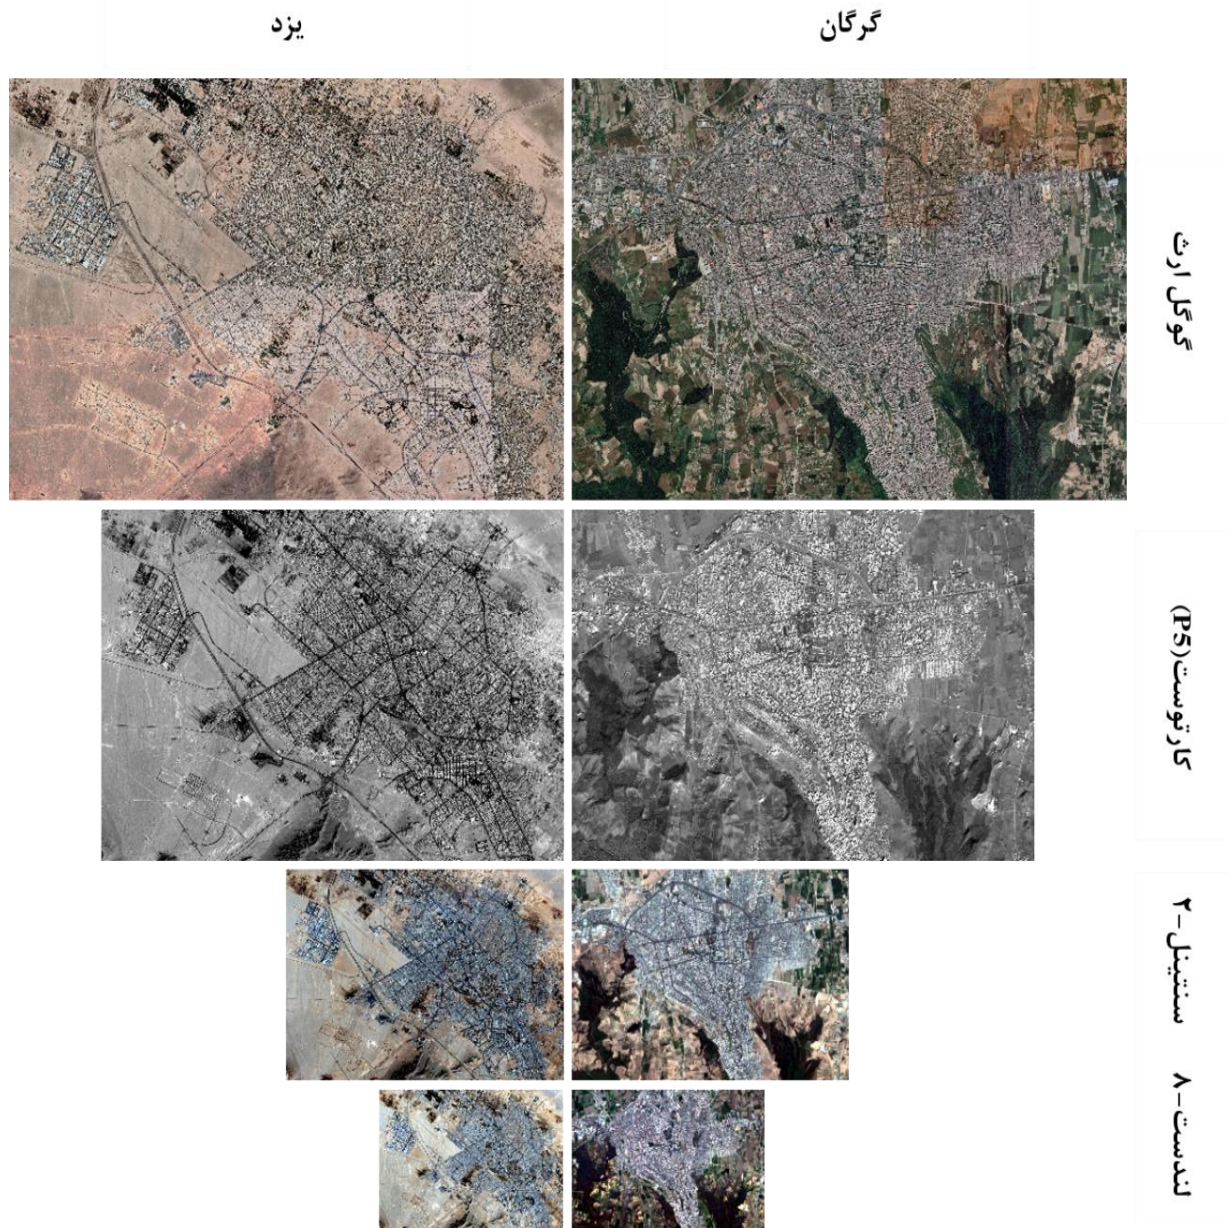 گرگان
یزد
گوگل ارث
کارتوست(P5)
سنتینل-۲
لندست-۸